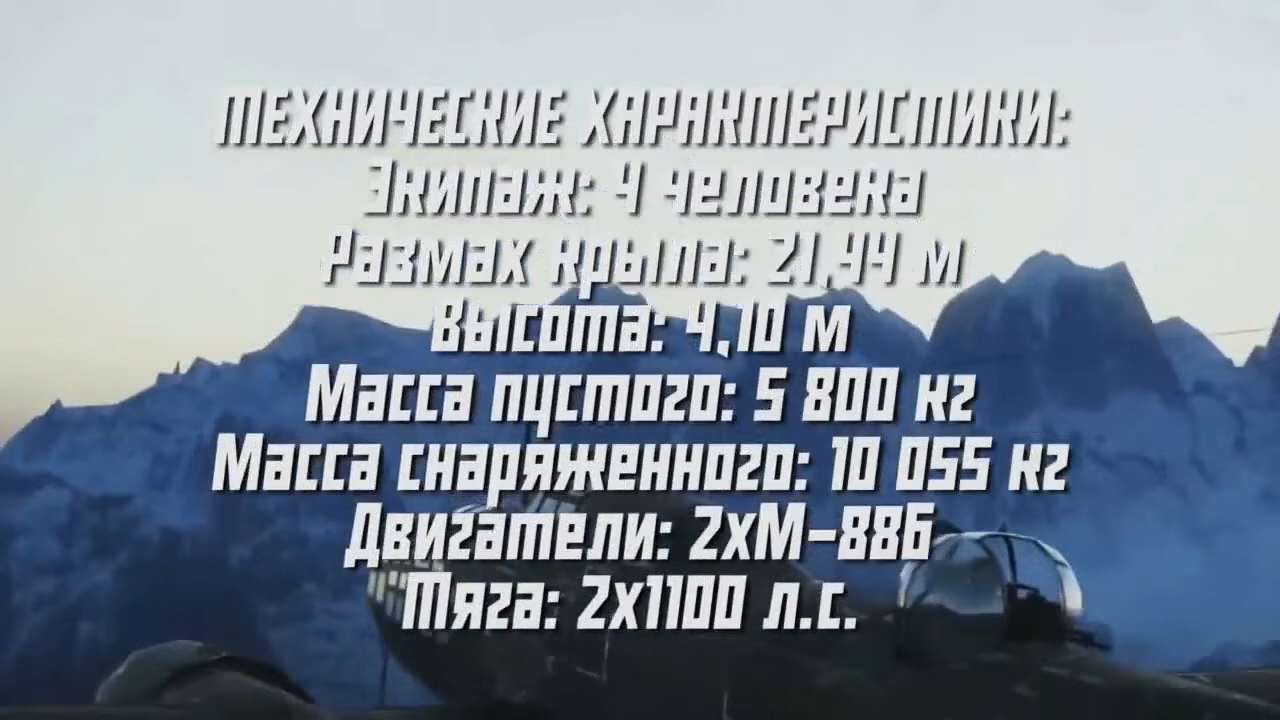 ТЕХНИЧЕСКИЕ ХАРАКТЕРИСТИКИ:
Экипаж: 4 человека
Размах крыла: 21,44 м
Высота: 4,10 м
Масса пустого: 5 800 кг
Масса снаряженного: 10 055 кг
Двигатели: 2хМ-88б
Тяга: 2х1100 л.с.